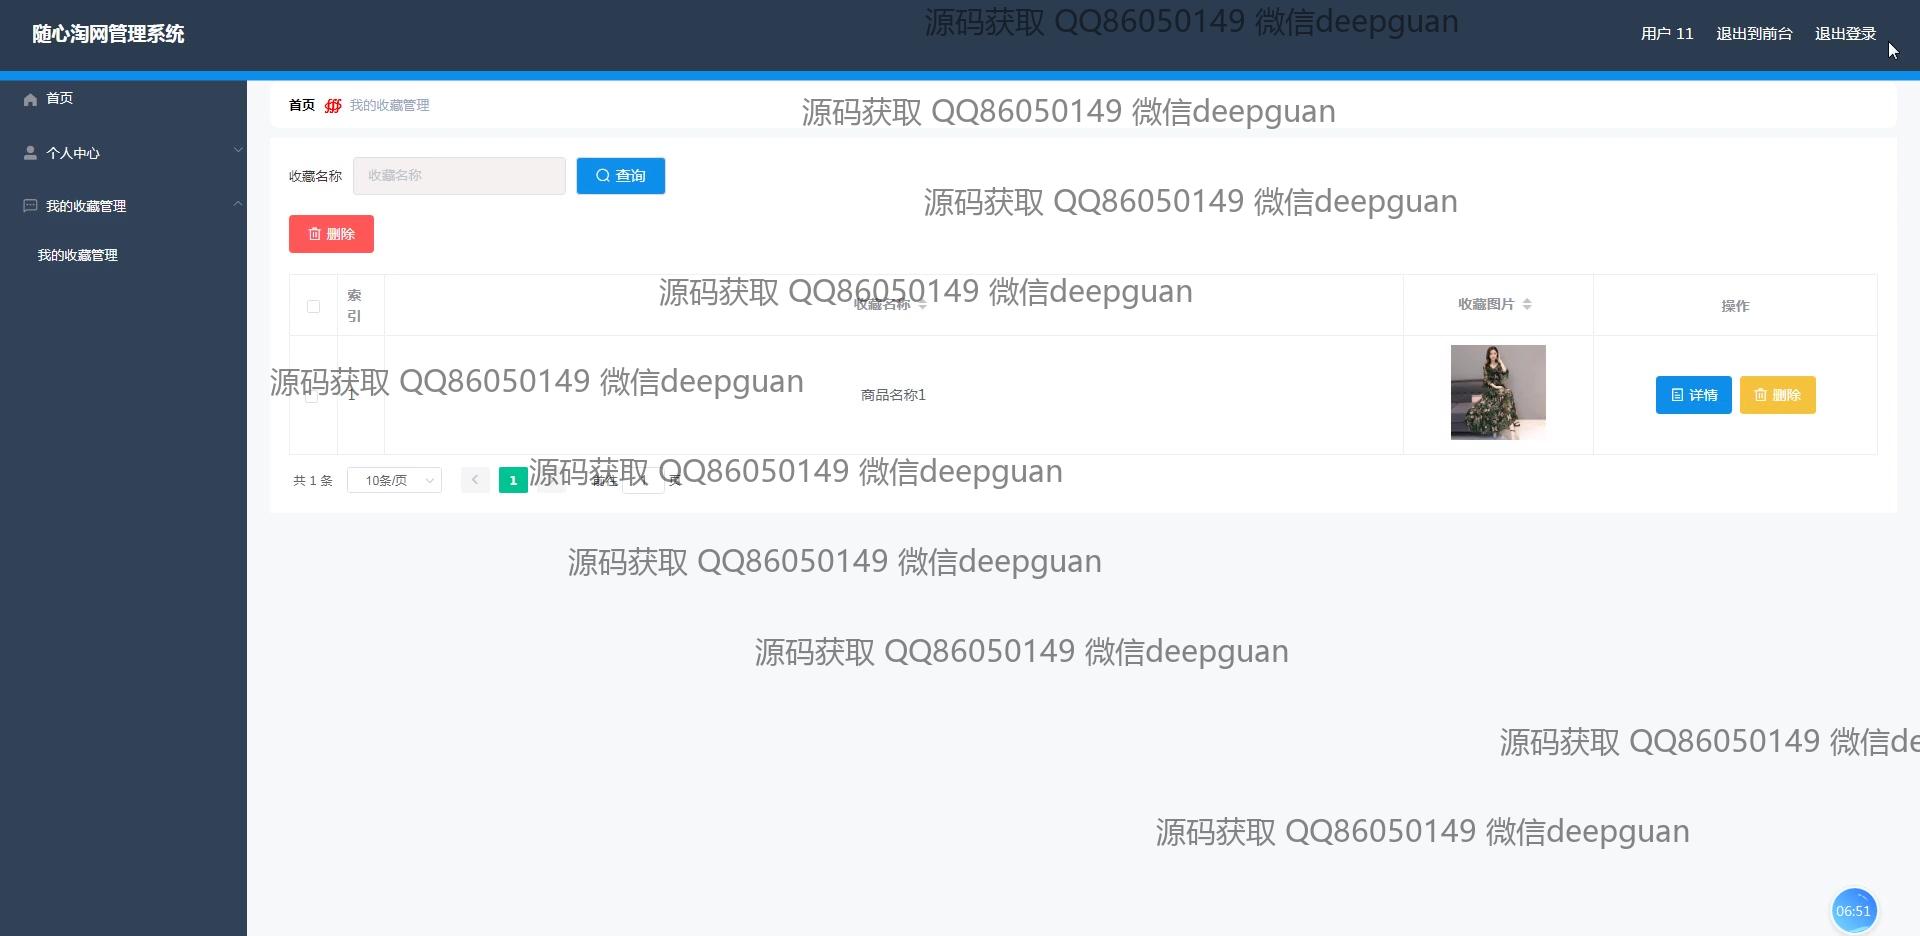 随心淘网管理系统
源码获取 QQ86050149 微信deepguan
用户 11 退出到前台 退出登录
首页
个人中心
我的收藏管理
我的收藏管理
首页 我的收藏管理
源码获取 QQ86050149 微信deepguan
收藏名称 收藏名称 查询
源码获取 QQ86050149 微信deepguan
删除
源码获取 QQ86050149 微信deepguan
索引 收藏名称 收藏图片 操作
源码获取 QQ86050149 微信deepguan
1 商品名称1 详情 删除
源码获取 QQ86050149 微信deepguan
共 1 条 10条/页 1 前往 1 页
源码获取 QQ86050149 微信deepguan
源码获取 QQ86050149 微信deepguan
源码获取 QQ86050149 微信de
源码获取 QQ86050149 微信deepguan
06:51